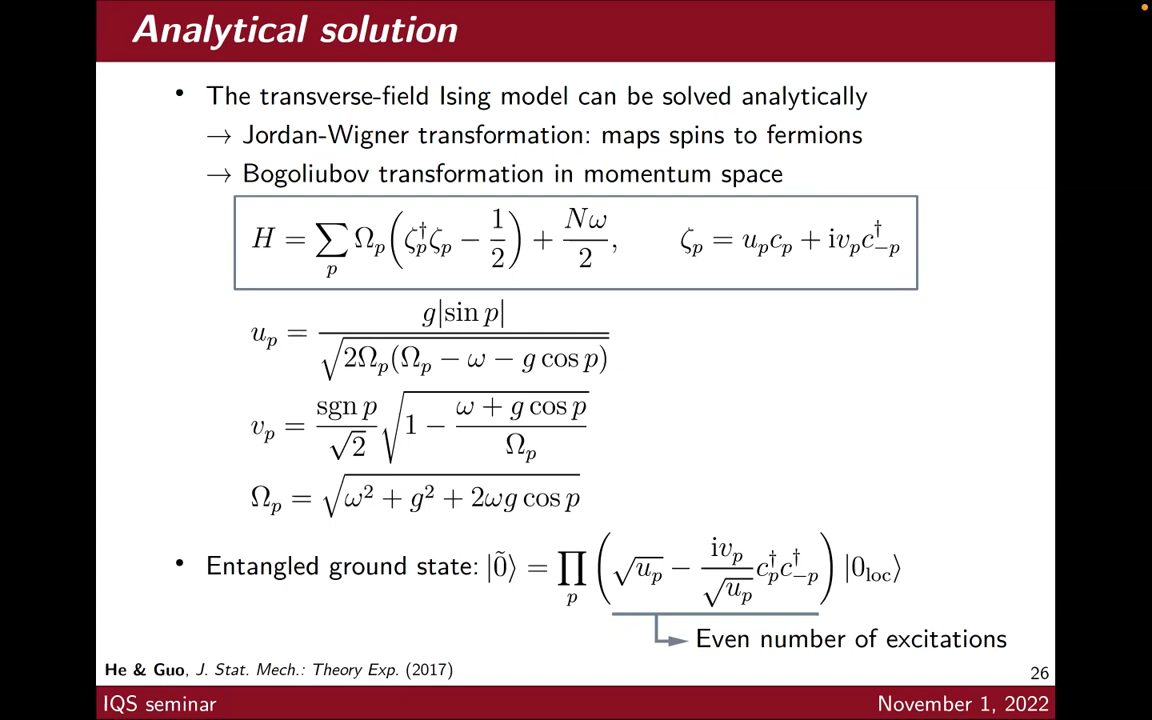 Analytical solution
• The transverse-field Ising model can be solved analytically
→ Jordan-Wigner transformation: maps spins to fermions
→ Bogoliubov transformation in momentum space
H = ∑_p Ω_p(ζ_p^† ζ_p − 1/2) + Nω/2,   ζ_p = u_p c_p + iv_p c_{−p}^†
u_p = g|sin p| / √(2Ω_p(Ω_p − ω − g cos p))
v_p = (sgn p / √2) √(1 − (ω + g cos p)/Ω_p)
Ω_p = √(ω² + g² + 2ωg cos p)
• Entangled ground state: |0̃⟩ = ∏_p (√u_p − (iv_p/√u_p) c_p^† c_{−p}^†) |0_loc⟩
Even number of excitations
He & Guo, J. Stat. Mech.: Theory Exp. (2017)
26
IQS seminar
November 1, 2022